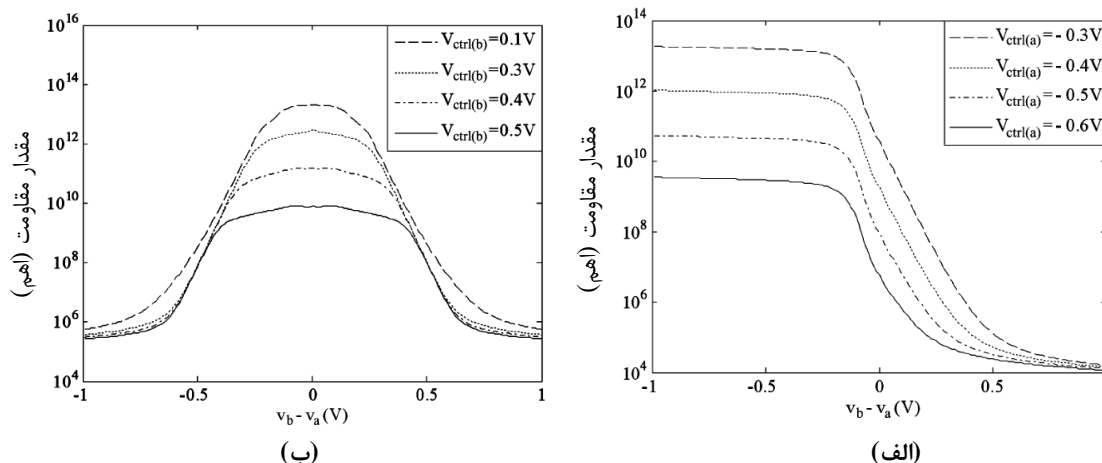 10^16
10^14
10^12
10^10
10^8
10^6
10^4
مقدار مقاومت (اهم)
V_ctrl(b)=0.1V
V_ctrl(b)=0.3V
V_ctrl(b)=0.4V
V_ctrl(b)=0.5V
-1 -0.5 0 0.5 1
v_b - v_a (V)
(ب)
10^14
10^12
10^10
10^8
10^6
10^4
مقدار مقاومت (اهم)
V_ctrl(a)= - 0.3V
V_ctrl(a)= - 0.4V
V_ctrl(a)= - 0.5V
V_ctrl(a)= - 0.6V
-1 -0.5 0 0.5
v_b - v_a (V)
(الف)